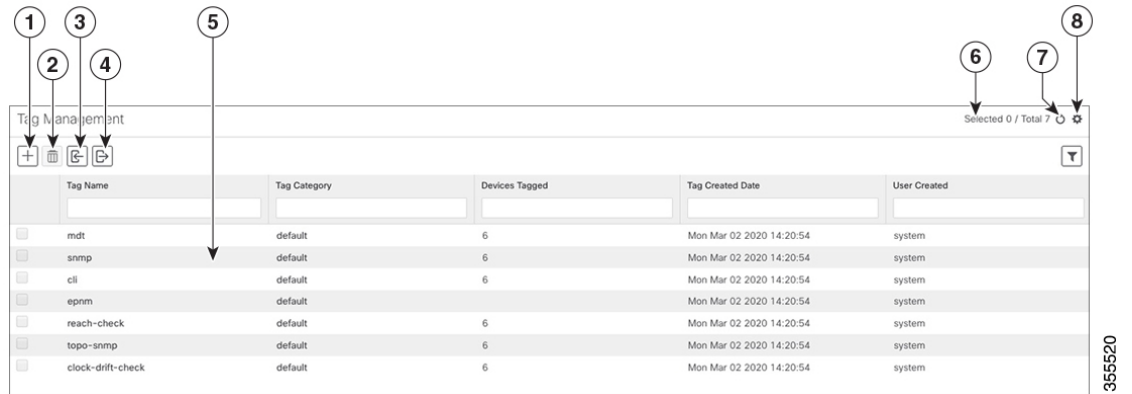 1 3 5 8
2 4 6 7
Tag Management Selected 0 / Total 7
Tag Name Tag Category Devices Tagged Tag Created Date User Created
mdt default 6 Mon Mar 02 2020 14:20:54 system
snmp default 6 Mon Mar 02 2020 14:20:54 system
cli default 6 Mon Mar 02 2020 14:20:54 system
epnm default Mon Mar 02 2020 14:20:54 system
reach-check default 6 Mon Mar 02 2020 14:20:54 system
topo-snmp default 6 Mon Mar 02 2020 14:20:54 system
clock-drift-check default 6 Mon Mar 02 2020 14:20:54 system
355520